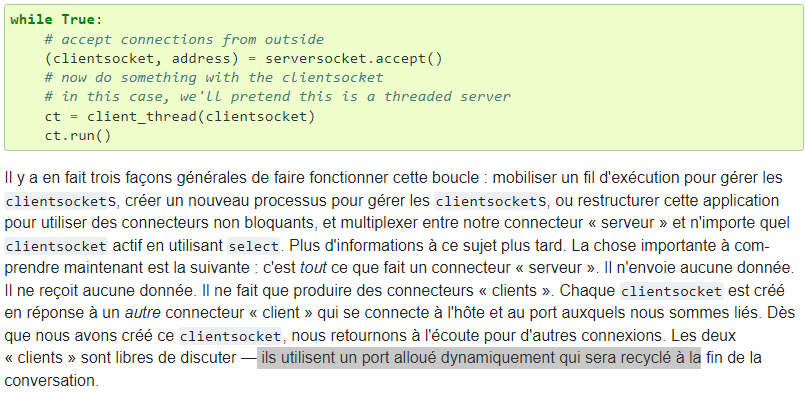 while True:
# accept connections from outside
(clientsocket, address) = serversocket.accept()
# now do something with the clientsocket
# in this case, we'll pretend this is a threaded server
ct = client_thread(clientsocket)
ct.run()
Il y a en fait trois façons générales de faire fonctionner cette boucle : mobiliser un fil d'exécution pour gérer les
clientsockets, créer un nouveau processus pour gérer les clientsockets, ou restructurer cette application
pour utiliser des connecteurs non bloquants, et multiplexer entre notre connecteur « serveur » et n'importe quel
clientsocket actif en utilisant select. Plus d'informations à ce sujet plus tard. La chose importante à com-
prendre maintenant est la suivante : c'est tout ce que fait un connecteur « serveur ». Il n'envoie aucune donnée.
Il ne reçoit aucune donnée. Il ne fait que produire des connecteurs « clients ». Chaque clientsocket est créé
en réponse à un autre connecteur « client » qui se connecte à l'hôte et au port auxquels nous sommes liés. Dès
que nous avons créé ce clientsocket, nous retournons à l'écoute pour d'autres connexions. Les deux
« clients » sont libres de discuter — ils utilisent un port alloué dynamiquement qui sera recyclé à la fin de la
conversation.